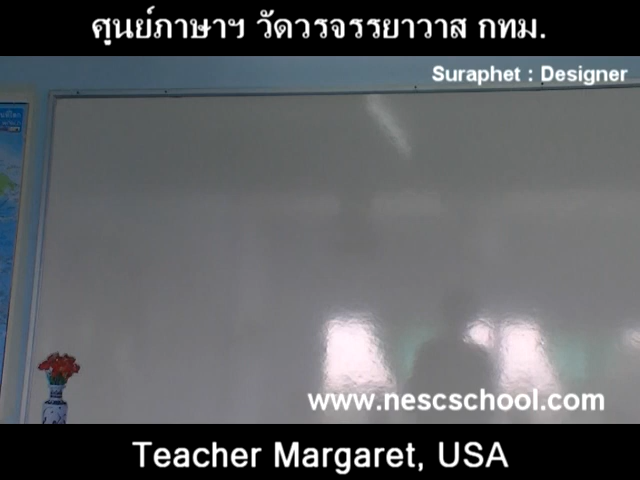 ศูนย์ภาษาฯ วัดวรจรรยาวาส กทม.
Suraphet : Designer
www.nescschool.com
Teacher Margaret, USA